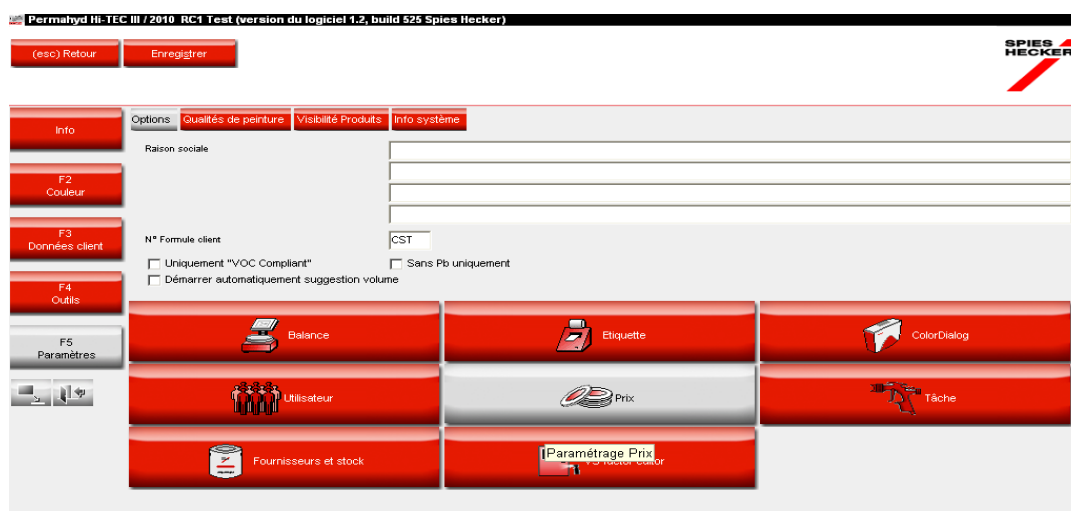 Permahyd Hi-TEC III / 2010 RC1 Test (version du logiciel 1.2, build 525 Spies Hecker)
(esc) Retour
Enregistrer
SPIES
HECKER
Info
F2
Couleur
F3
Données client
F4
Outils
F5
Paramètres
Options
Qualités de peinture
Visibilité Produits
Info système
Raison sociale
N° Formule client
CST
Uniquement "VOC Compliant"
Sans Pb uniquement
Démarrer automatiquement suggestion volume
Balance
Etiquette
ColorDialog
Utilisateur
Prix
Tâche
Fournisseurs et stock
Paramétrage Prix